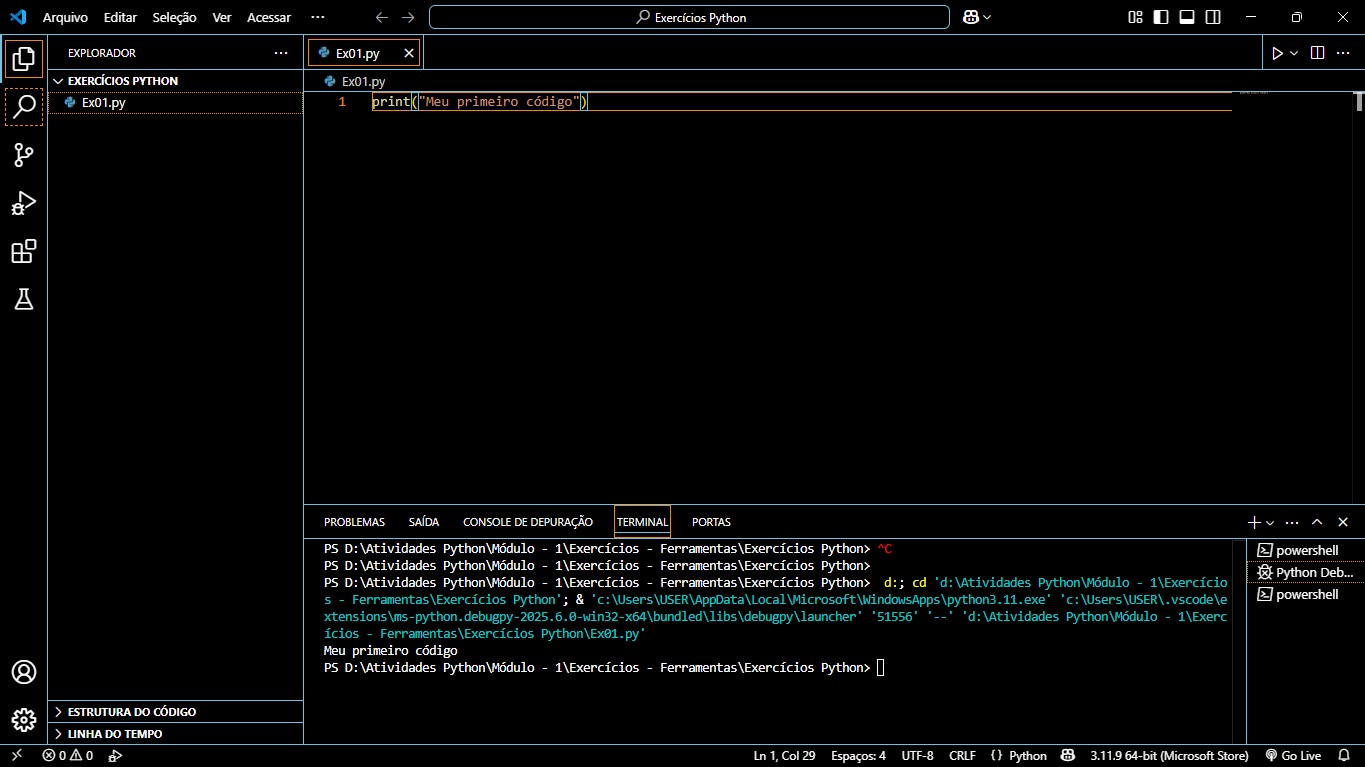 Arquivo Editar Seleção Ver Acessar ··· Exercícios Python
EXPLORADOR
EXERCÍCIOS PYTHON
Ex01.py
ESTRUTURA DO CÓDIGO
LINHA DO TEMPO
Ex01.py
Ex01.py
1 print("Meu primeiro código")
PROBLEMAS SAÍDA CONSOLE DE DEPURAÇÃO TERMINAL PORTAS
PS D:\Atividades Python\Módulo - 1\Exercícios - Ferramentas\Exercícios Python> ^C
PS D:\Atividades Python\Módulo - 1\Exercícios - Ferramentas\Exercícios Python>
PS D:\Atividades Python\Módulo - 1\Exercícios - Ferramentas\Exercícios Python>  d:; cd 'd:\Atividades Python\Módulo - 1\Exercício
s - Ferramentas\Exercícios Python'; & 'c:\Users\USER\AppData\Local\Microsoft\WindowsApps\python3.11.exe' 'c:\Users\USER\.vscode\e
xtensions\ms-python.debugpy-2025.6.0-win32-x64\bundled\libs\debugpy\launcher' '51556' '--' 'd:\Atividades Python\Módulo - 1\Exerc
ícios - Ferramentas\Exercícios Python\Ex01.py'
Meu primeiro código
PS D:\Atividades Python\Módulo - 1\Exercícios - Ferramentas\Exercícios Python>
powershell
Python Deb...
powershell
0 0 Ln 1, Col 29 Espaços: 4 UTF-8 CRLF {} Python 3.11.9 64-bit (Microsoft Store) Go Live